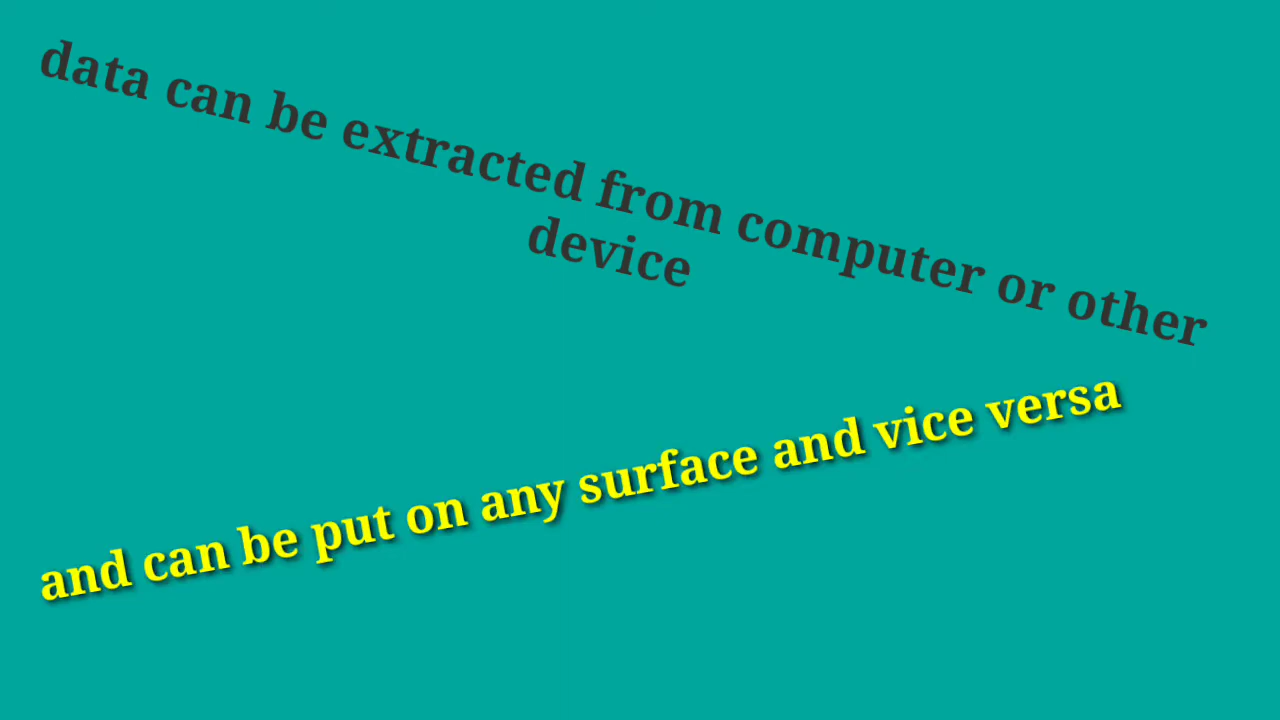 data can be extracted from computer or other
device
and can be put on any surface and vice versa